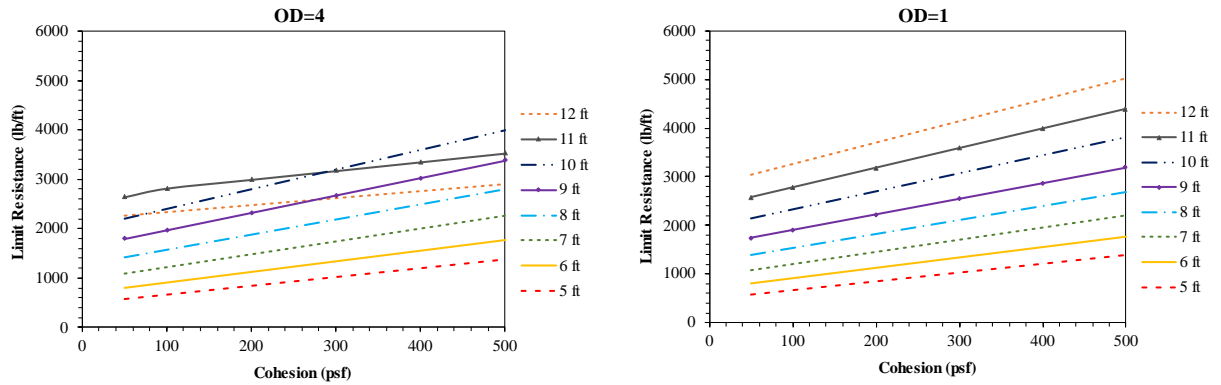 OD=4
6000
5000
4000
3000
2000
1000
0
Limit Resistance (lb/ft)
0 100 200 300 400 500
Cohesion (psf)
12 ft
11 ft
10 ft
9 ft
8 ft
7 ft
6 ft
5 ft
OD=1
6000
5000
4000
3000
2000
1000
0
Limit Resistance (lb/ft)
0 100 200 300 400 500
Cohesion (psf)
12 ft
11 ft
10 ft
9 ft
8 ft
7 ft
6 ft
5 ft